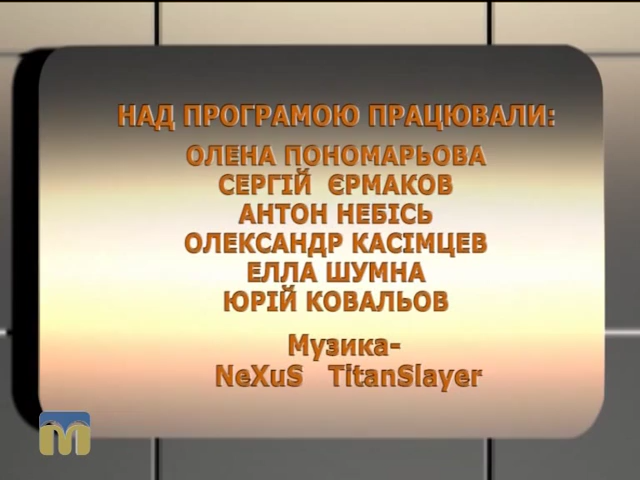 НАД ПРОГРАМОЮ ПРАЦЮВАЛИ:
ОЛЕНА ПОНОМАРЬОВА
СЕРГІЙ ЄРМАКОВ
АНТОН НЕБІСЬ
ОЛЕКСАНДР КАСІМЦЕВ
ЕЛЛА ШУМНА
ЮРІЙ КОВАЛЬОВ
Музика-
NeXuS TitanSlayer
m